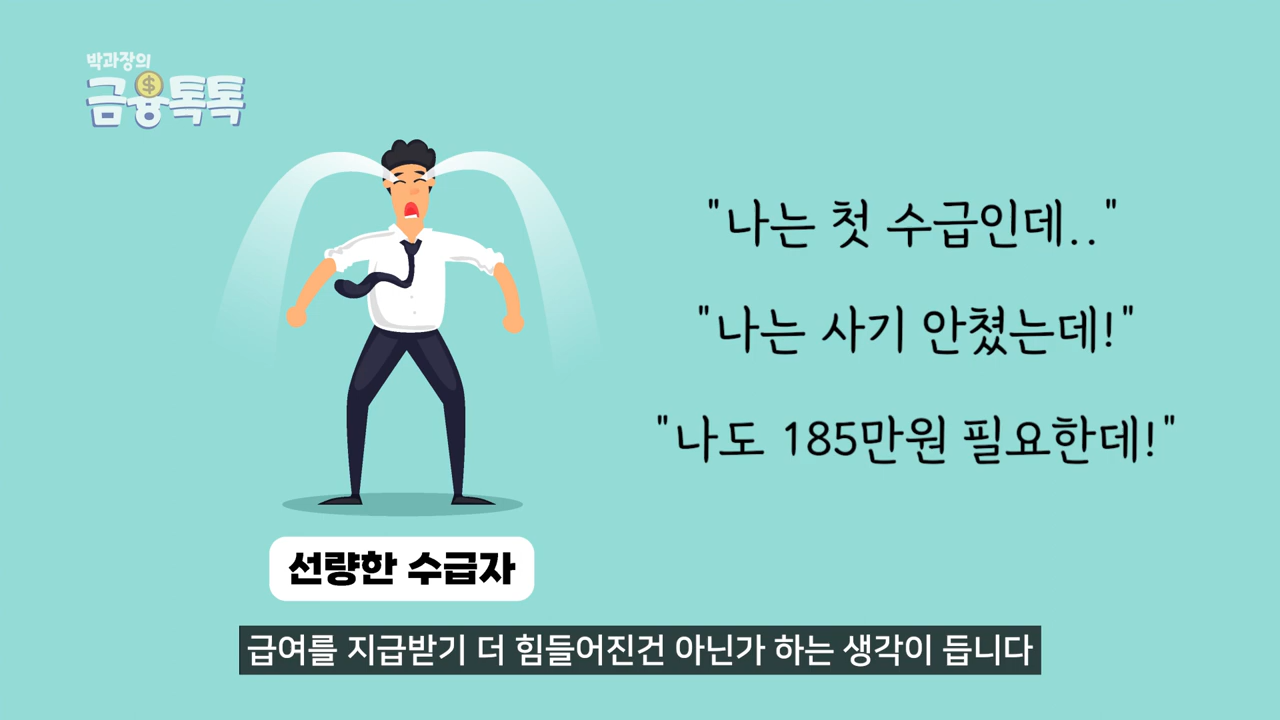 박과장의
금융톡톡
"나는 첫 수급인데.."
"나는 사기 안쳤는데!"
"나도 185만원 필요한데!"
선량한 수급자
급여를 지급받기 더 힘들어진건 아닌가 하는 생각이 듭니다